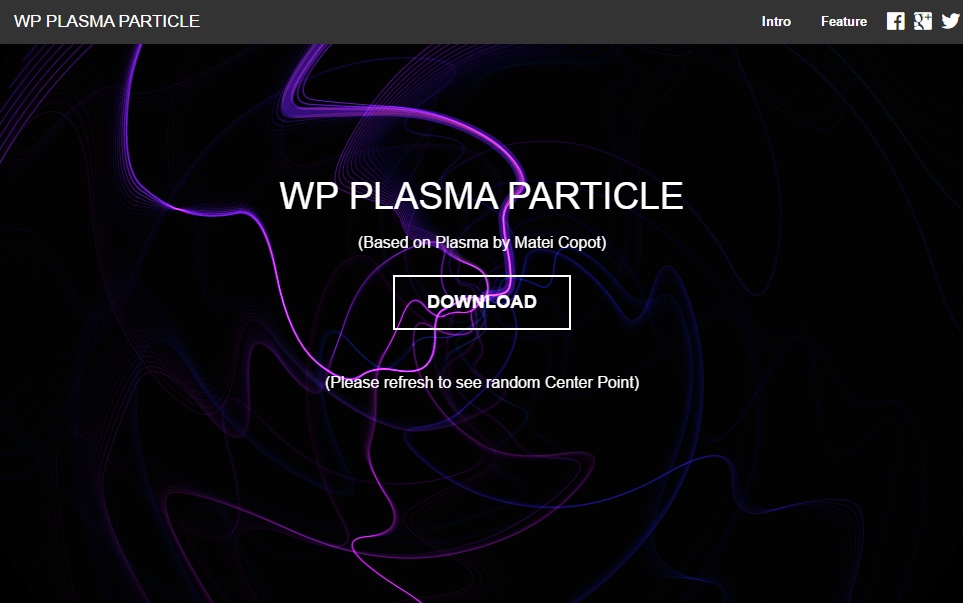 WP PLASMA PARTICLE
Intro
Feature
WP PLASMA PARTICLE
(Based on Plasma by Matei Copot)
DOWNLOAD
(Please refresh to see random Center Point)